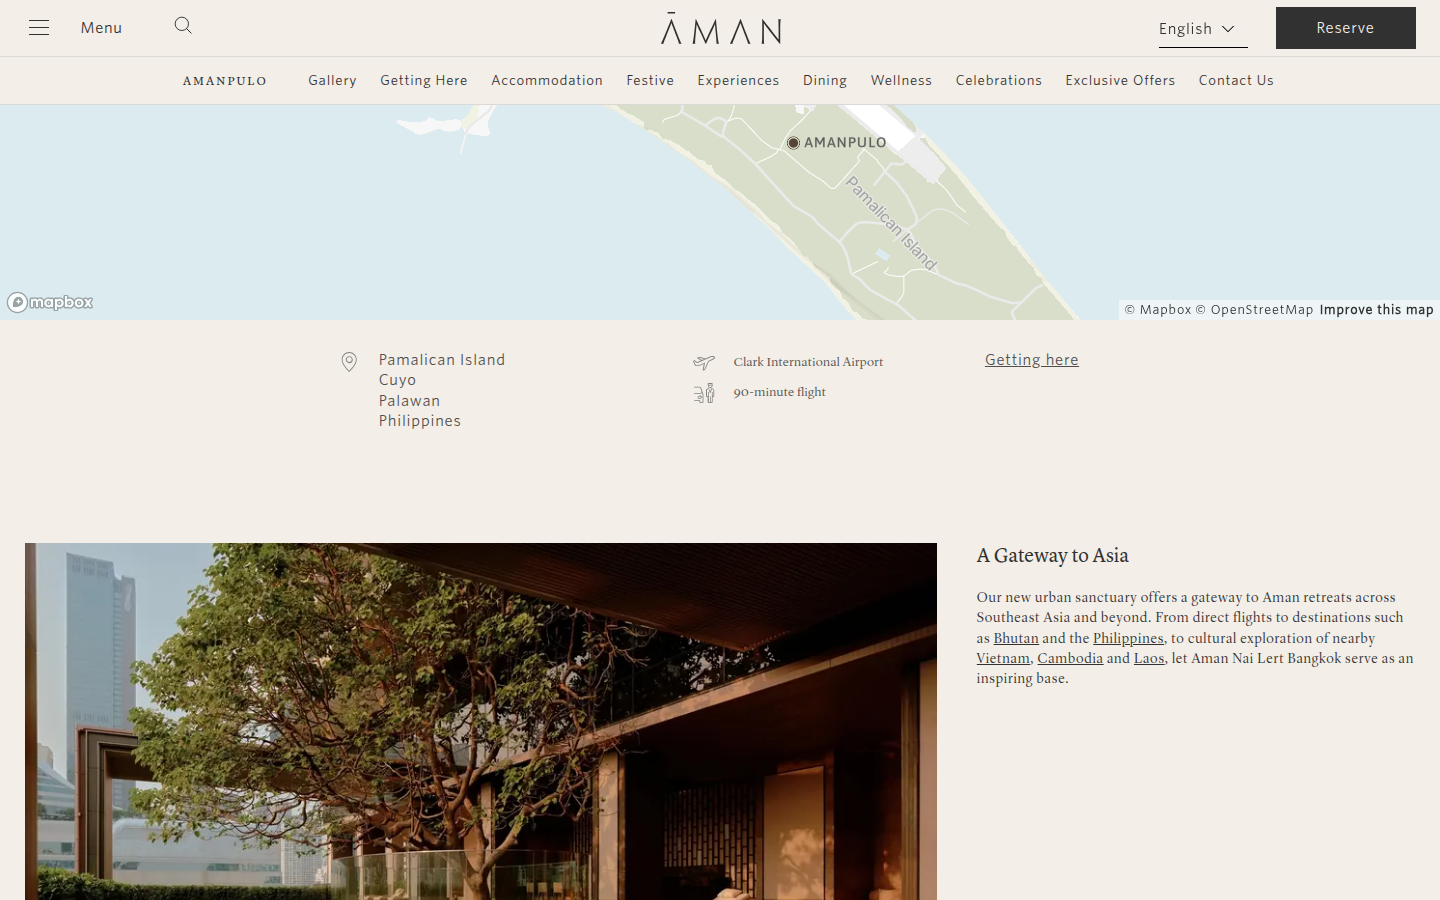 Menu
ĀMAN
English
Reserve
AMANPULO
Gallery
Getting Here
Accommodation
Festive
Experiences
Dining
Wellness
Celebrations
Exclusive Offers
Contact Us
AMANPULO
Pamalican Island
mapbox
© Mapbox © OpenStreetMap Improve this map
Pamalican Island
Cuyo
Palawan
Philippines
Clark International Airport
90-minute flight
Getting here
A Gateway to Asia
Our new urban sanctuary offers a gateway to Aman retreats across
Southeast Asia and beyond. From direct flights to destinations such
as Bhutan and the Philippines, to cultural exploration of nearby
Vietnam, Cambodia and Laos, let Aman Nai Lert Bangkok serve as an
inspiring base.